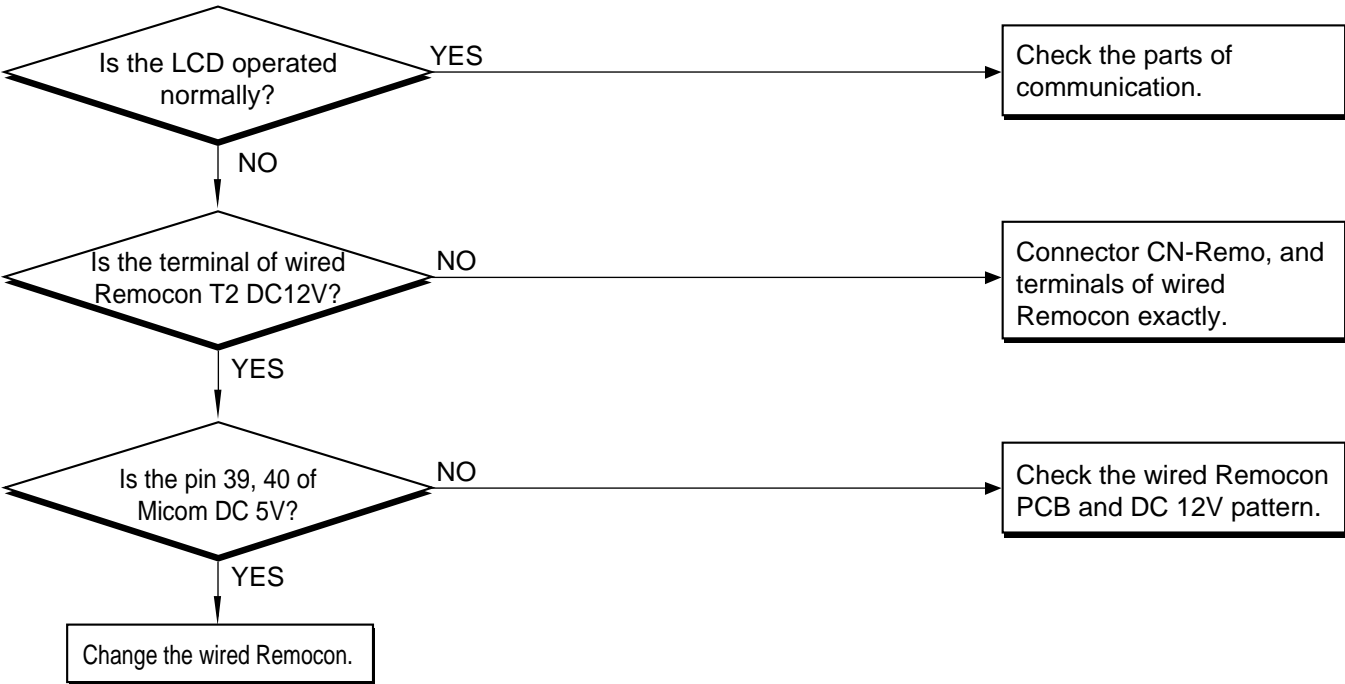 Is the LCD operated
normally?
YES
Check the parts of
communication.
NO
Is the terminal of wired
Remocon T2 DC12V?
NO
Connector CN-Remo, and
terminals of wired
Remocon exactly.
YES
Is the pin 39, 40 of
Micom DC 5V?
NO
Check the wired Remocon
PCB and DC 12V pattern.
YES
Change the wired Remocon.